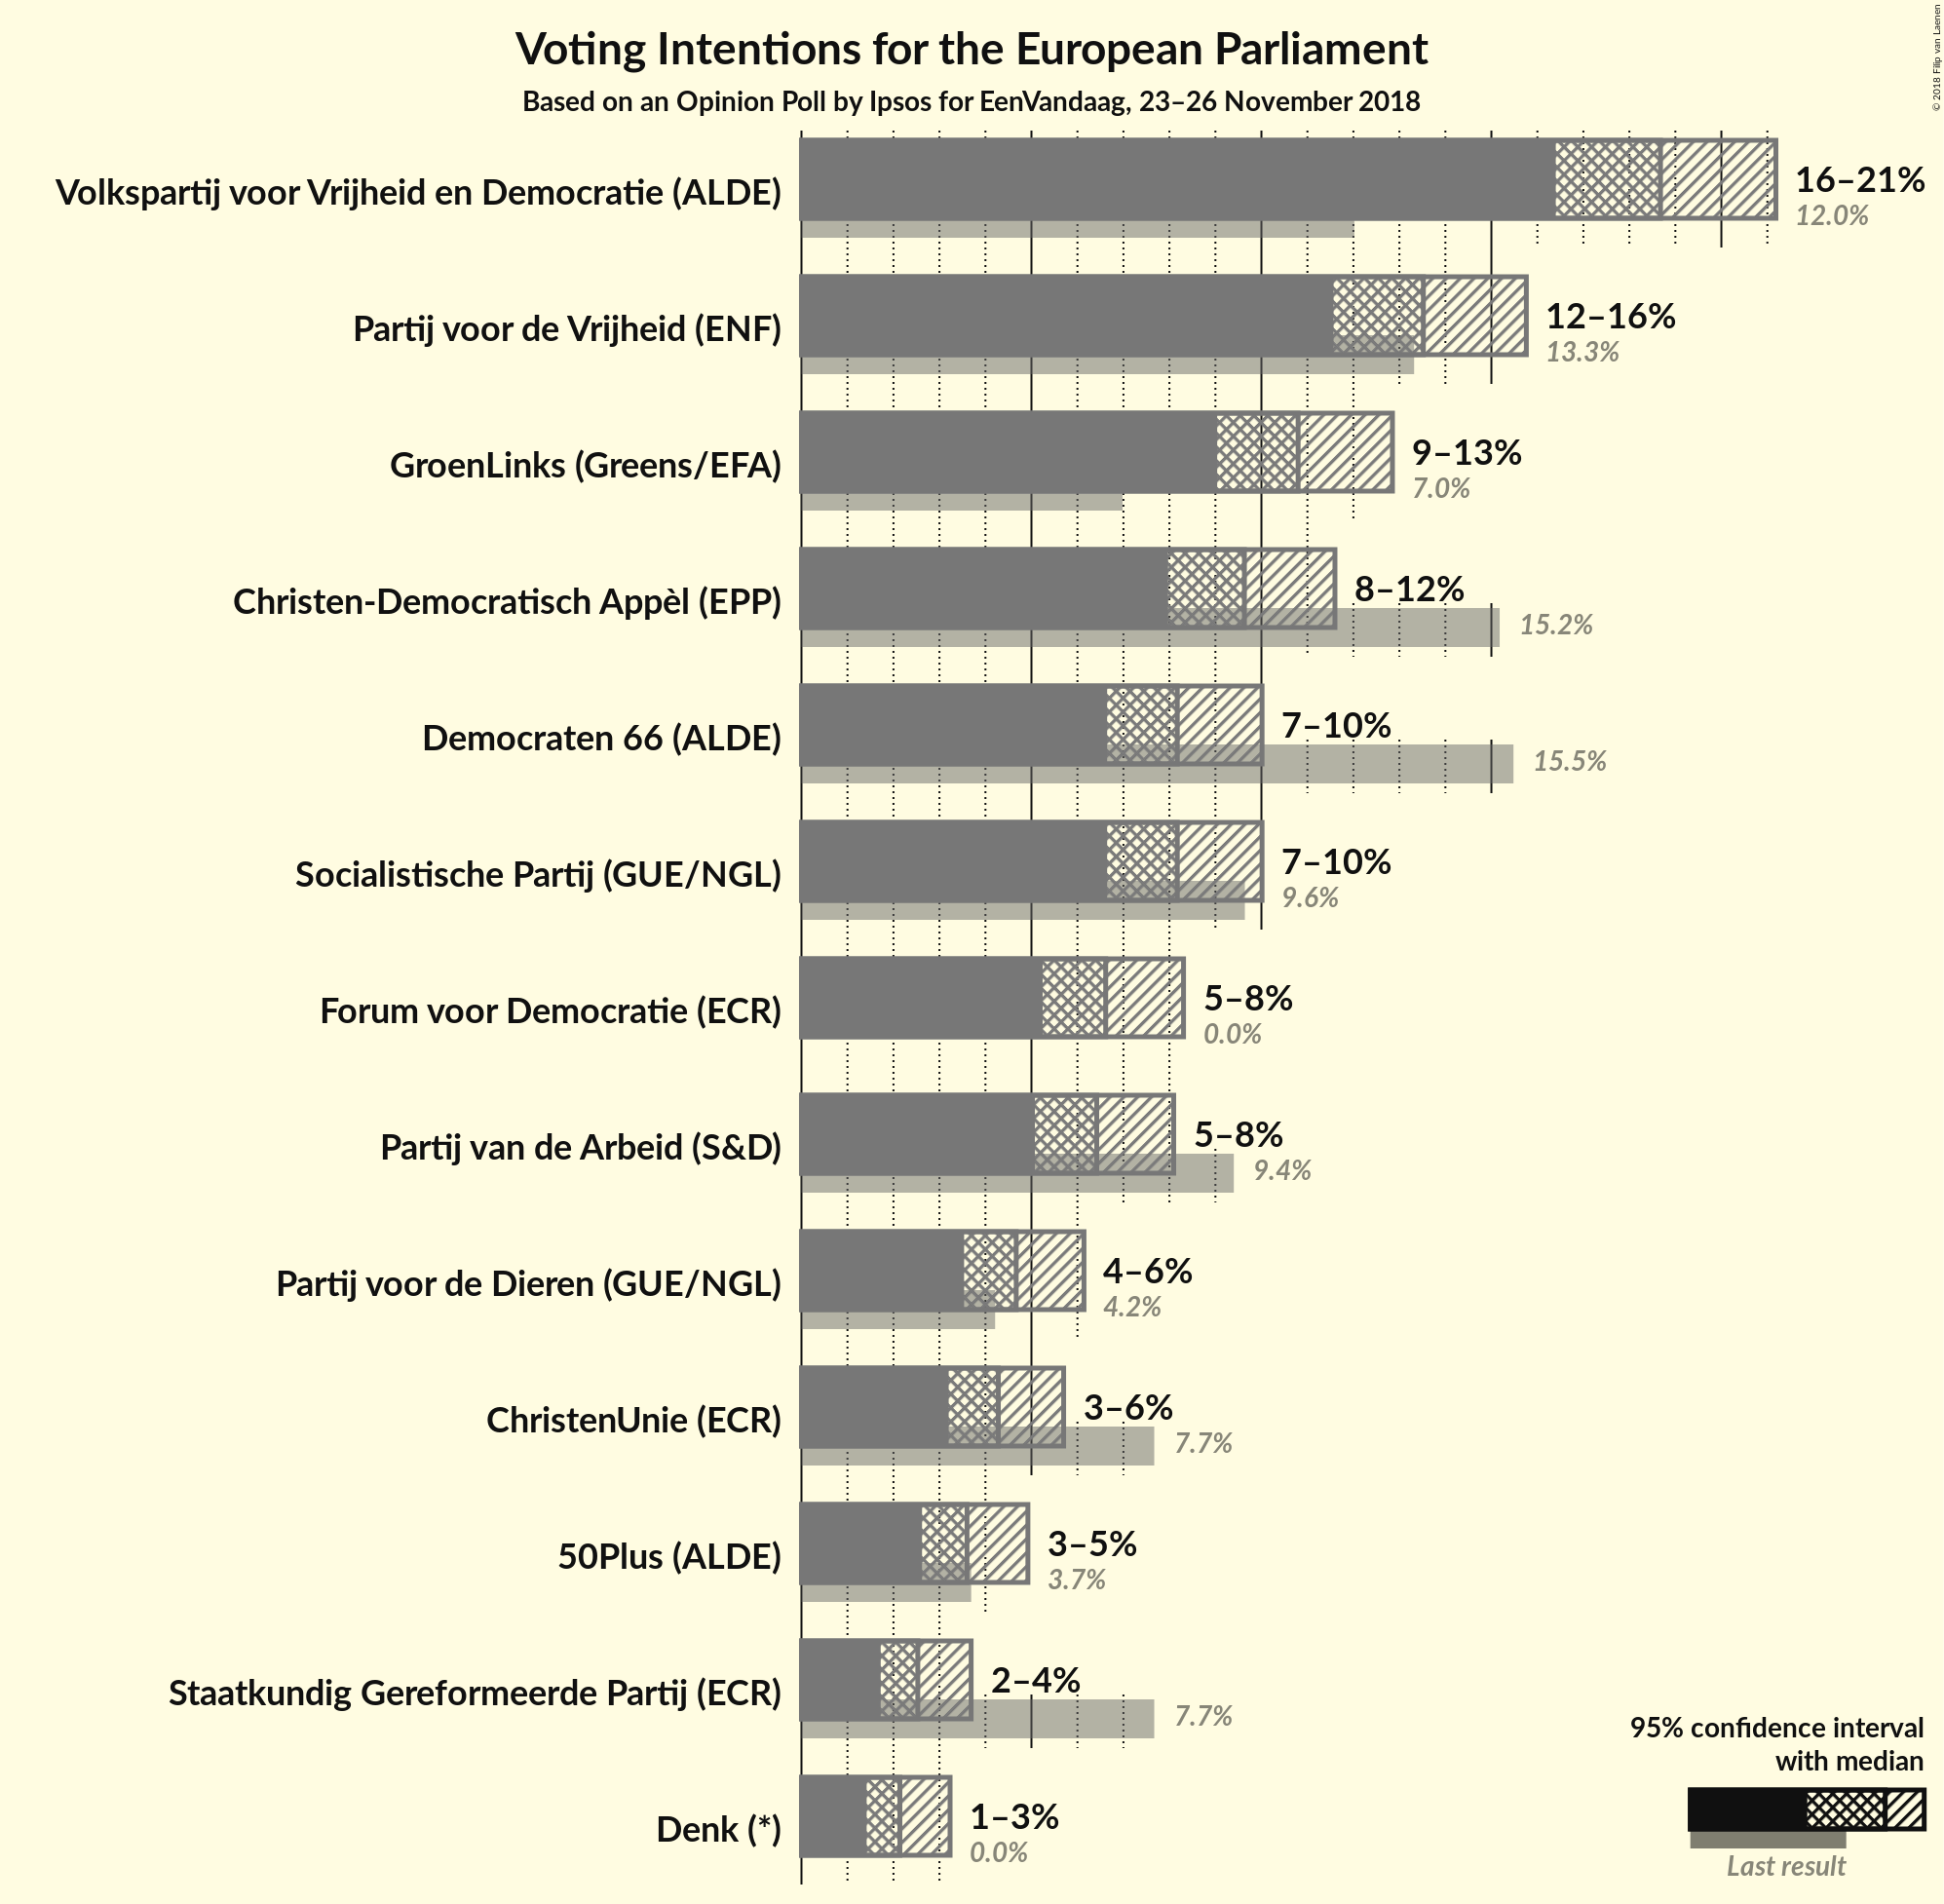 Voting Intentions for the European Parliament
Based on an Opinion Poll by Ipsos for EenVandaag, 23–26 November 2018
© 2018 Filip van Laenen
Volkspartij voor Vrijheid en Democratie (ALDE)
16–21%
12.0%
Partij voor de Vrijheid (ENF)
12–16%
13.3%
GroenLinks (Greens/EFA)
9–13%
7.0%
Christen-Democratisch Appèl (EPP)
8–12%
15.2%
Democraten 66 (ALDE)
7–10%
15.5%
Socialistische Partij (GUE/NGL)
7–10%
9.6%
Forum voor Democratie (ECR)
5–8%
0.0%
Partij van de Arbeid (S&D)
5–8%
9.4%
Partij voor de Dieren (GUE/NGL)
4–6%
4.2%
ChristenUnie (ECR)
3–6%
7.7%
50Plus (ALDE)
3–5%
3.7%
Staatkundig Gereformeerde Partij (ECR)
2–4%
7.7%
Denk (*)
1–3%
0.0%
95% confidence interval
with median
Last result